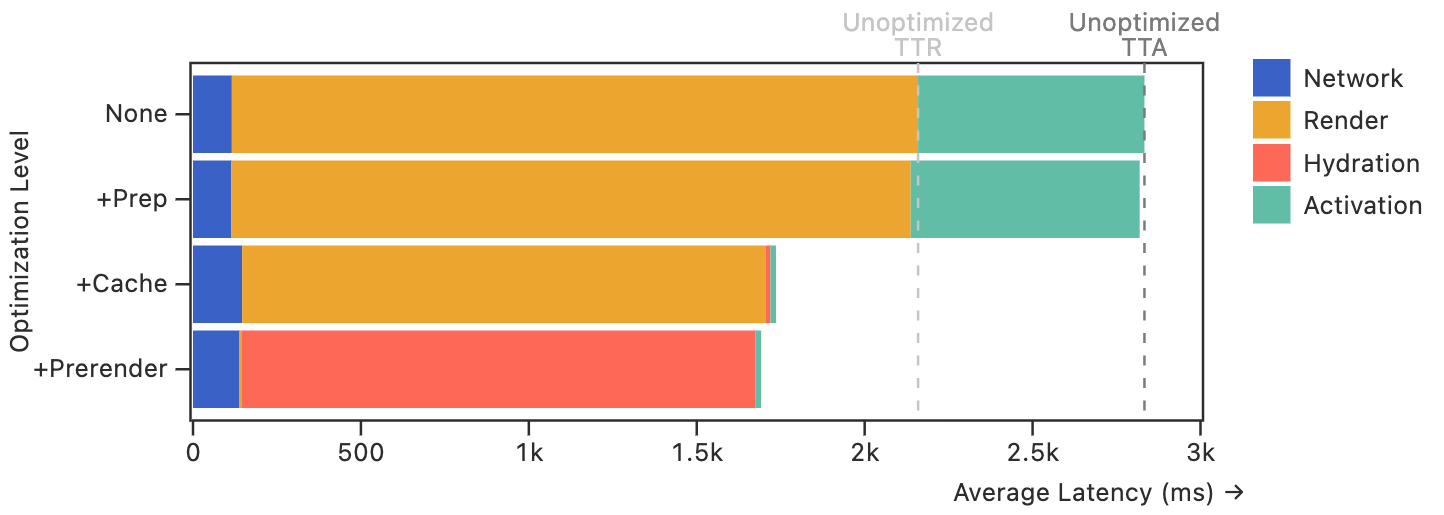 Unoptimized
TTR
Unoptimized
TTA
Optimization Level
None
+Prep
+Cache
+Prerender
0
500
1k
1.5k
2k
2.5k
3k
Average Latency (ms) →
Network
Render
Hydration
Activation